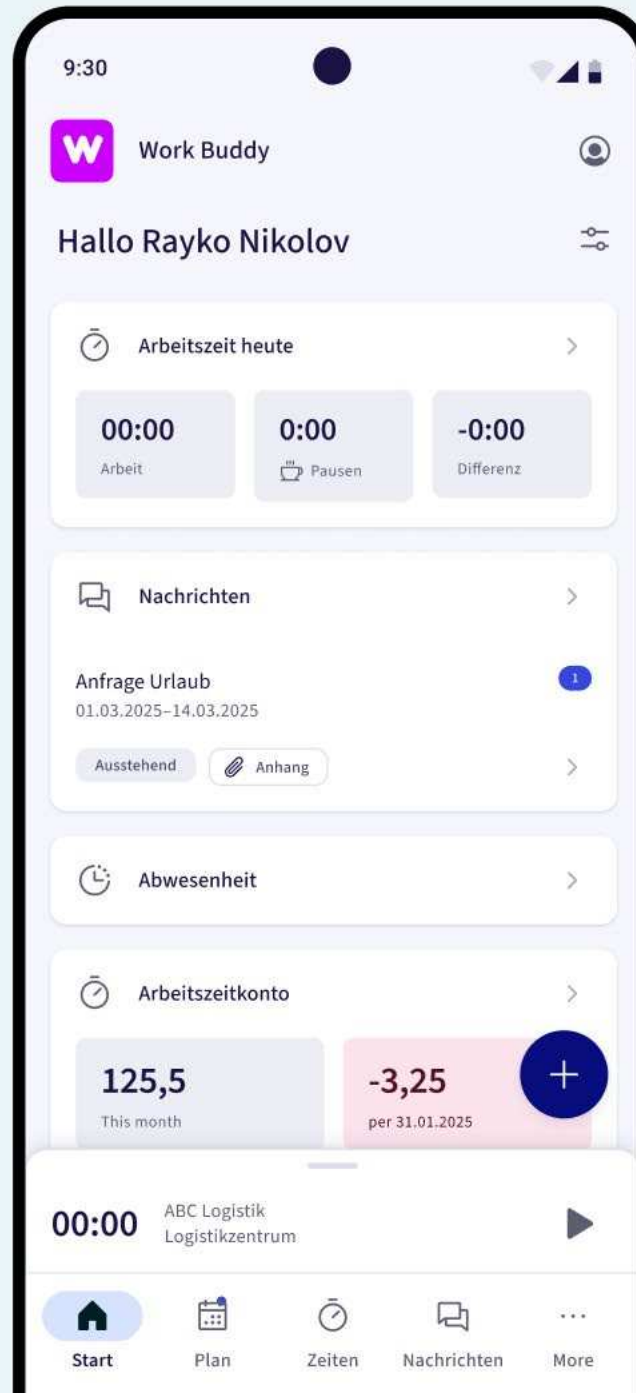 9:30
W
Work Buddy
Hallo Rayko Nikolov
Arbeitszeit heute
00:00 0:00 -0:00
Arbeit Pausen Differenz
Nachrichten
Anfrage Urlaub 1
01.03.2025–14.03.2025
Ausstehend Anhang
Abwesenheit
Arbeitszeitkonto
125,5 -3,25
This month per 31.01.2025
00:00 ABC Logistik
Logistikzentrum
Start Plan Zeiten Nachrichten More